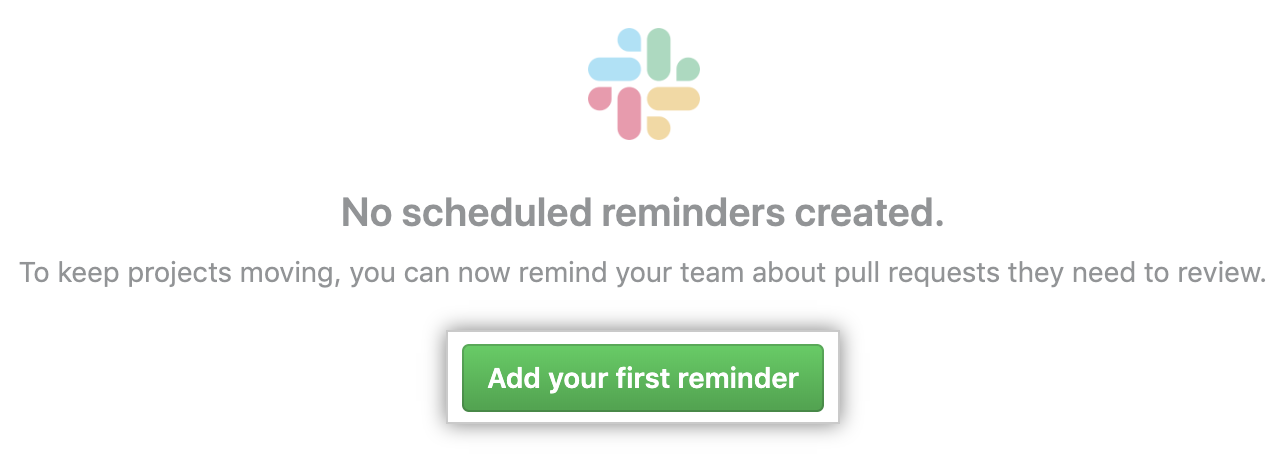 No scheduled reminders created.
To keep projects moving, you can now remind your team about pull requests they need to review.
Add your first reminder